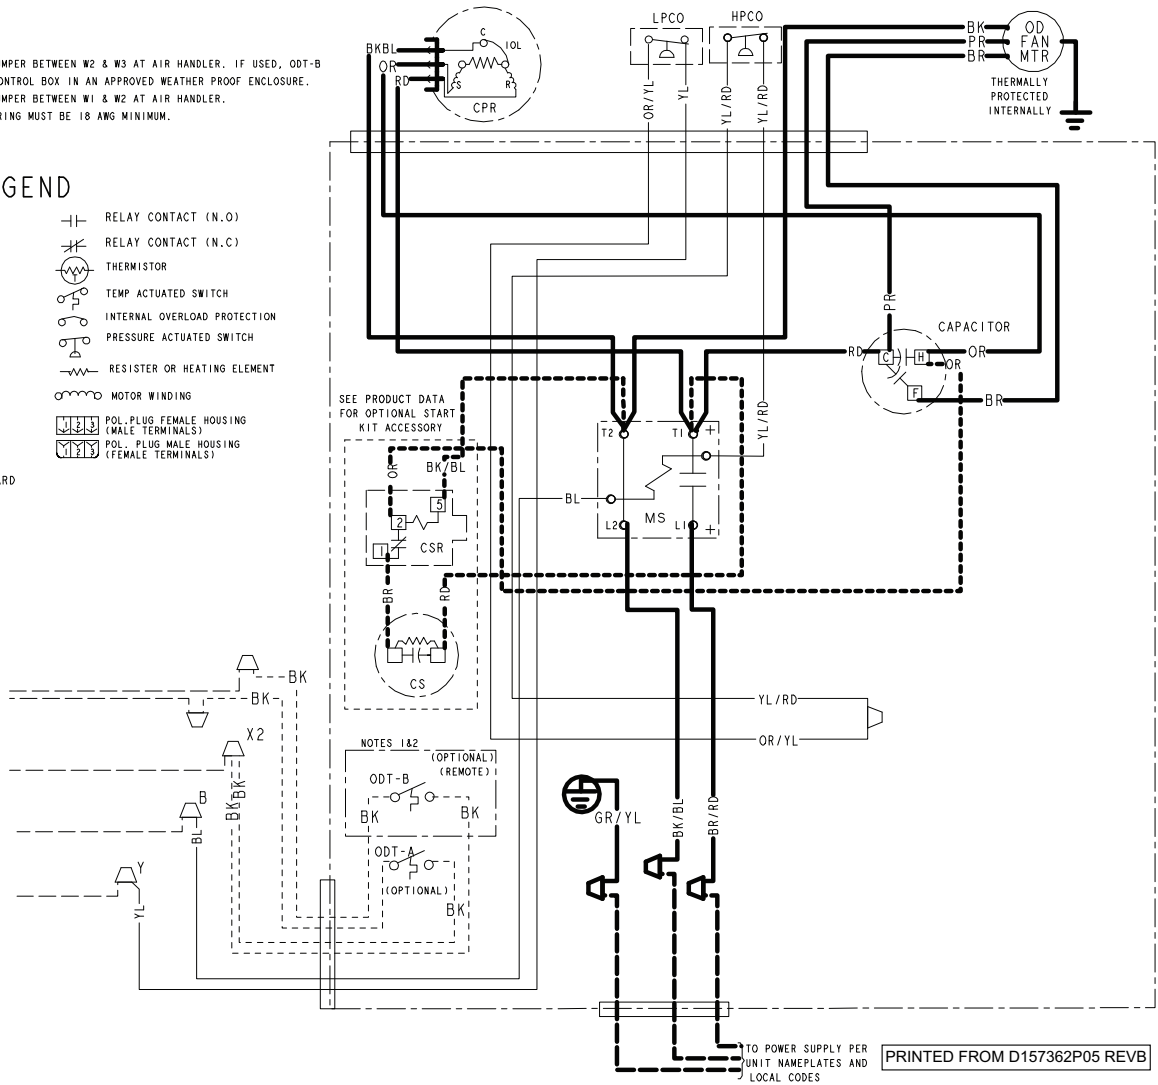 MPER BETWEEN W2 & W3 AT AIR HANDLER. IF USED, ODT-B
ONTROL BOX IN AN APPROVED WEATHER PROOF ENCLOSURE.
MPER BETWEEN W1 & W2 AT AIR HANDLER.
RING MUST BE 18 AWG MINIMUM.
GEND
RELAY CONTACT (N.O)
RELAY CONTACT (N.C)
THERMISTOR
TEMP ACTUATED SWITCH
INTERNAL OVERLOAD PROTECTION
PRESSURE ACTUATED SWITCH
RESISTER OR HEATING ELEMENT
MOTOR WINDING
1 2 3
POL.PLUG FEMALE HOUSING
(MALE TERMINALS)
1 2 3
POL. PLUG MALE HOUSING
(FEMALE TERMINALS)
ARD
BKBL
OR
RD
C
IOL
S
R
CPR
LPCO
HPCO
OR/YL
YL
YL/RD
YL/RD
BK
PR
BR
OD
FAN
MTR
THERMALLY
PROTECTED
INTERNALLY
PR
CAPACITOR
RD
C
H
OR
OR
F
BR
SEE PRODUCT DATA
FOR OPTIONAL START
KIT ACCESSORY
OR
BK/BL
5
2
1
CSR
BR
RD
CS
T2
T1
+
YL/RD
BL
MS
L2
L1
+
YL/RD
OR/YL
BK
BK
X2
BK
BK
B
BL
Y
YL
NOTES 1&2
(OPTIONAL)
(REMOTE)
ODT-B
BK
BK
ODT-A
(OPTIONAL)
BK
GR/YL
BK/BL
BR/RD
TO POWER SUPPLY PER
UNIT NAMEPLATES AND
LOCAL CODES
PRINTED FROM D157362P05 REVB